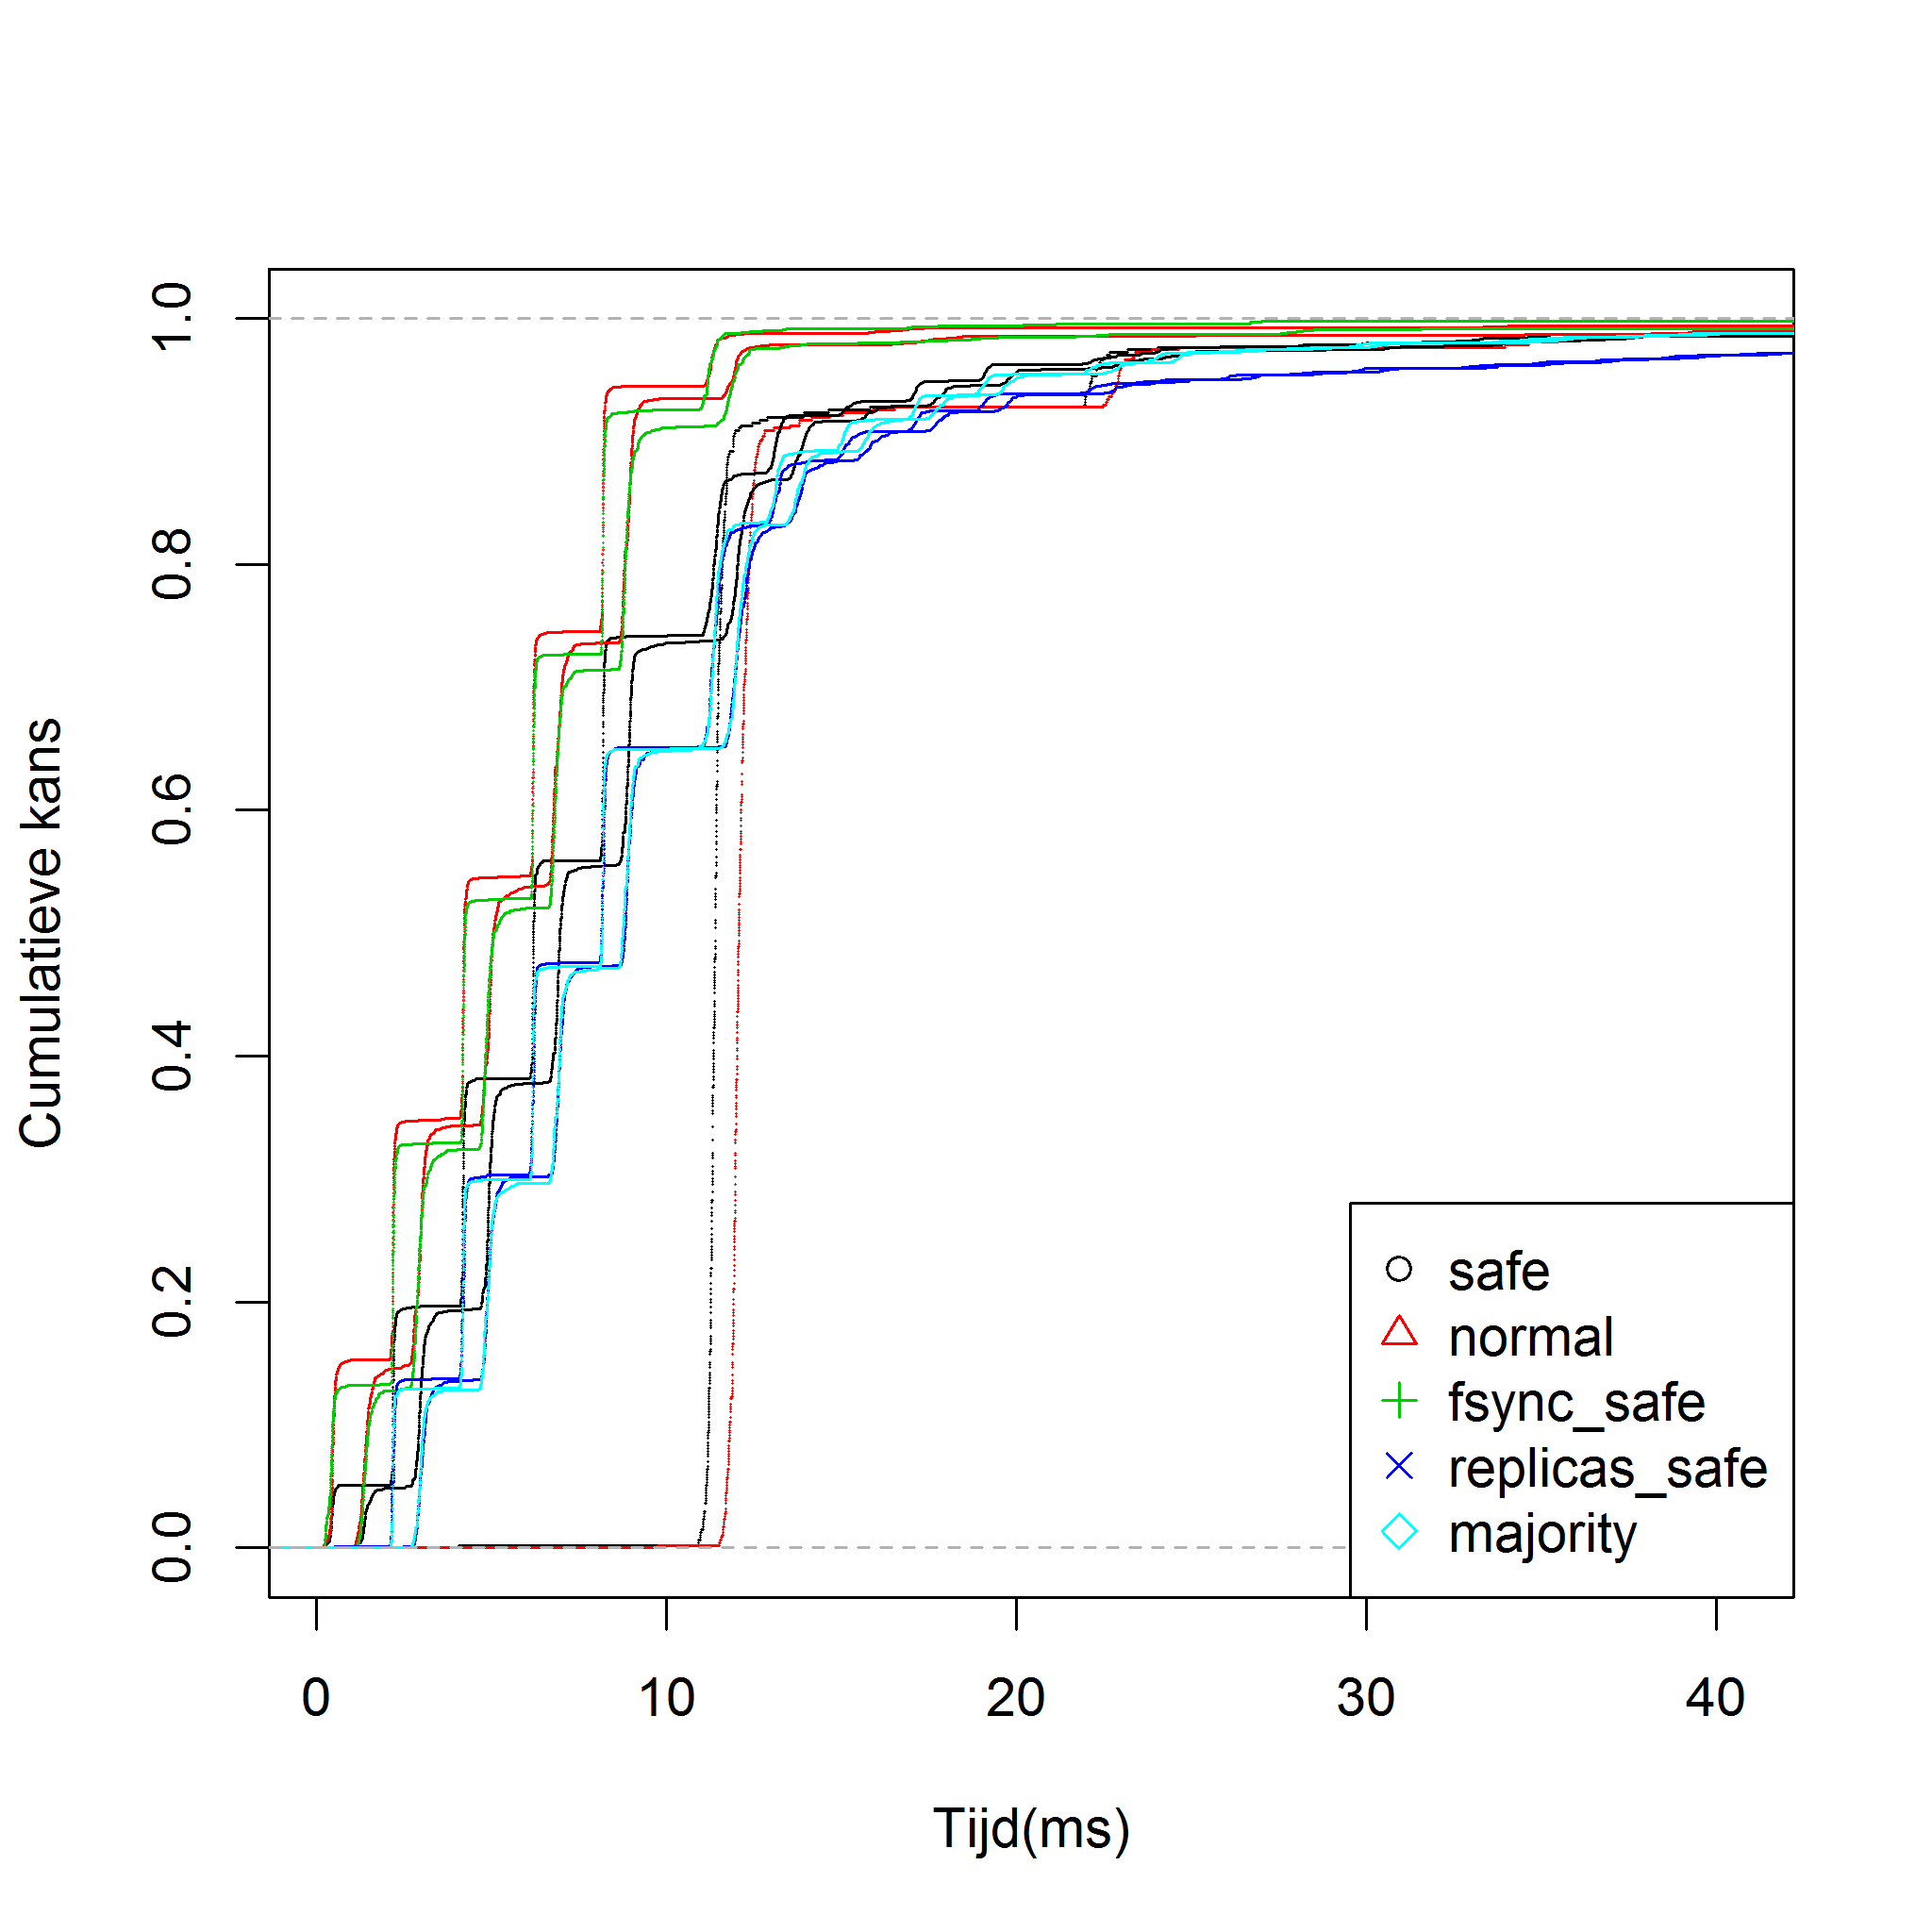 Cumulatieve kans
1.0
0.8
0.6
0.4
0.2
0.0
safe
normal
fsync_safe
replicas_safe
majority
0 10 20 30 40
Tijd(ms)